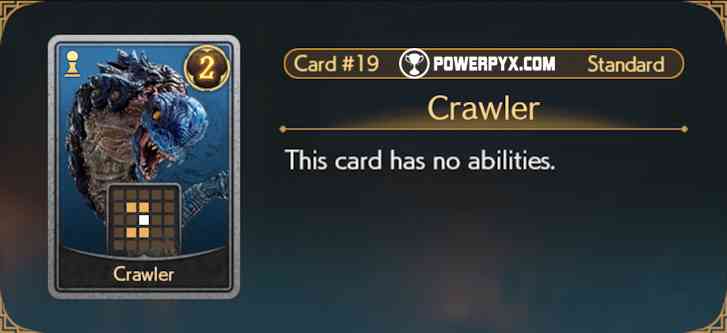 2
Crawler
Card #19 POWERPYX.COM Standard
Crawler
This card has no abilities.